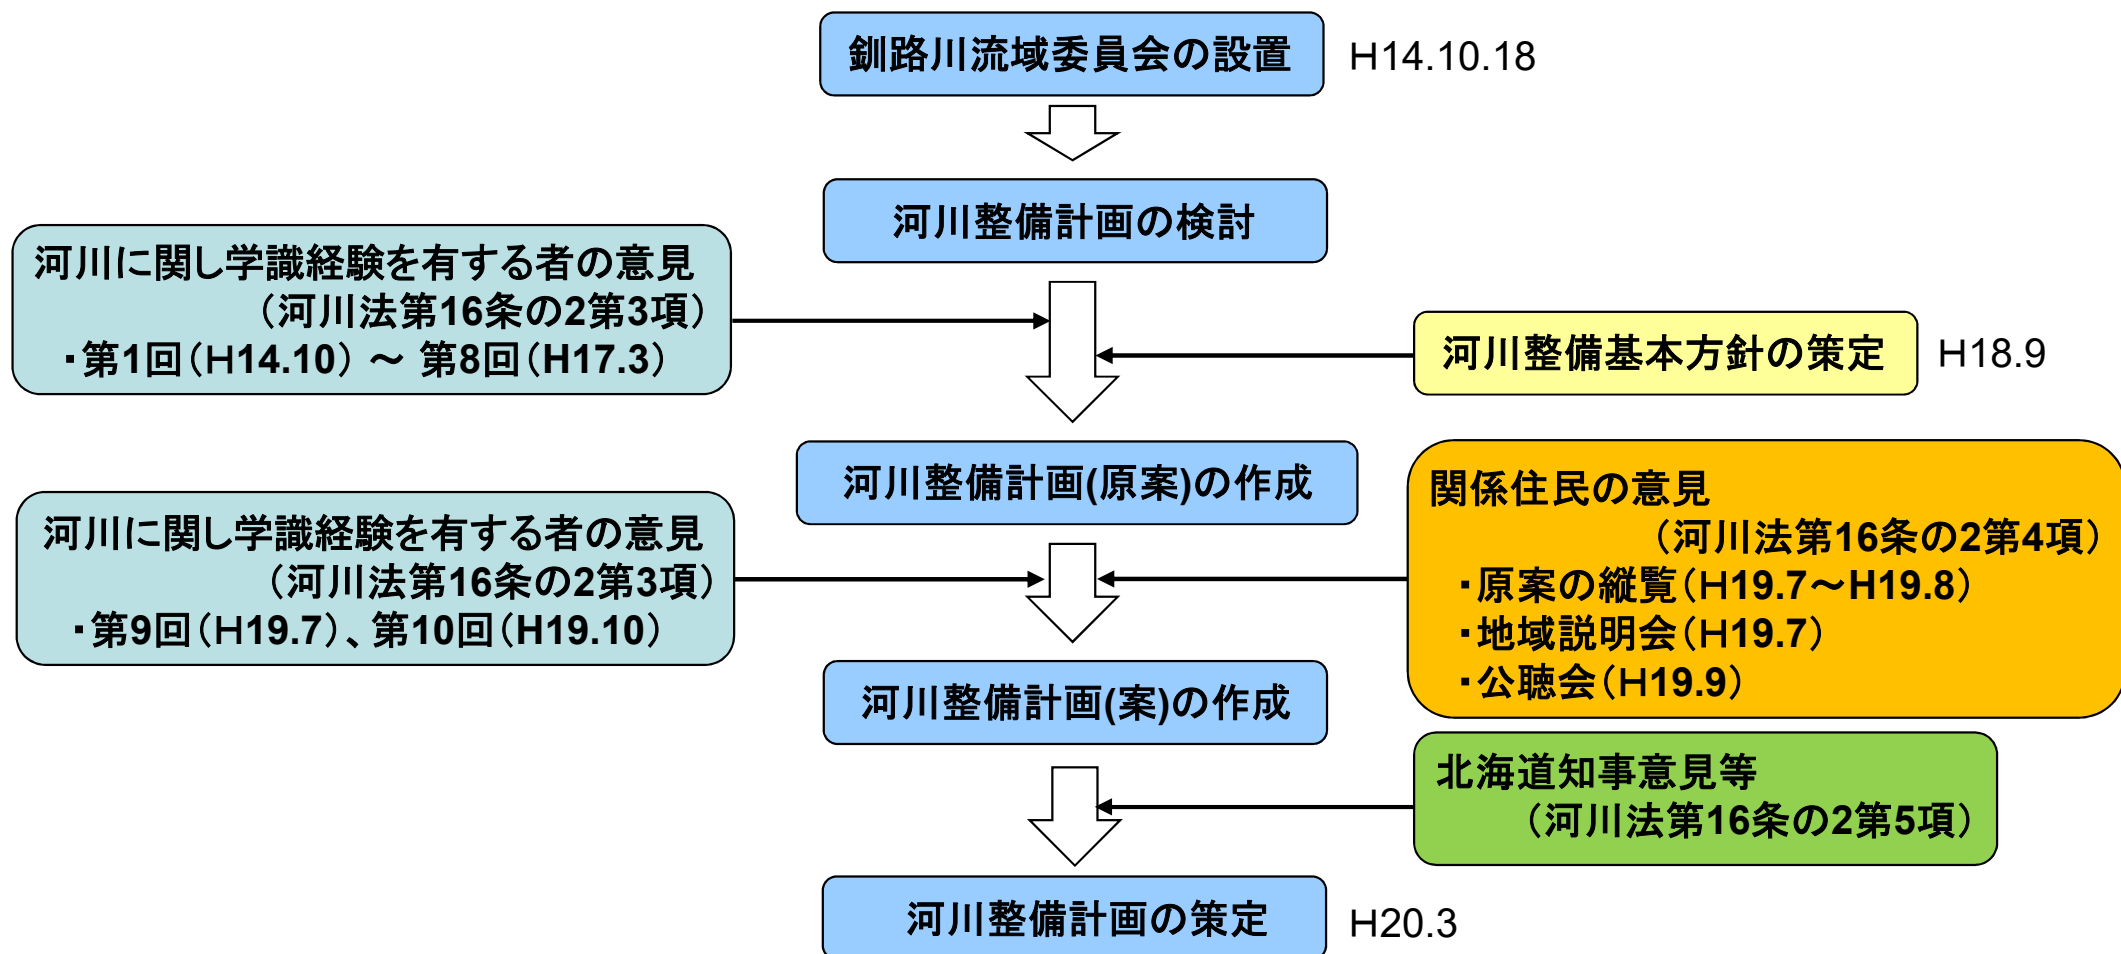 釧路川流域委員会の設置 H14.10.18
河川整備計画の検討
河川に関し学識経験を有する者の意見
（河川法第16条の2第3項）
・第1回（H14.10）～ 第8回（H17.3）
河川整備基本方針の策定 H18.9
河川整備計画(原案)の作成
河川に関し学識経験を有する者の意見
（河川法第16条の2第3項）
・第9回（H19.7）、第10回（H19.10）
関係住民の意見
（河川法第16条の2第4項）
・原案の縦覧（H19.7～H19.8）
・地域説明会（H19.7）
・公聴会（H19.9）
河川整備計画(案)の作成
北海道知事意見等
（河川法第16条の2第5項）
河川整備計画の策定 H20.3